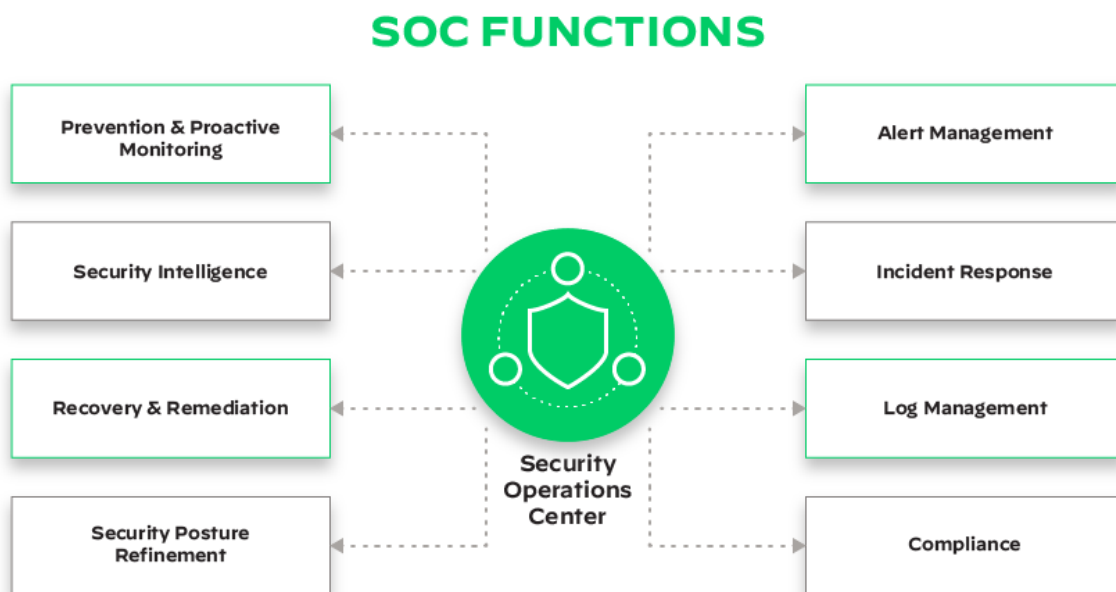 SOC FUNCTIONS
Prevention & Proactive
Monitoring
Alert Management
Security Intelligence
Incident Response
Recovery & Remediation
Log Management
Security
Operations
Center
Security Posture
Refinement
Compliance